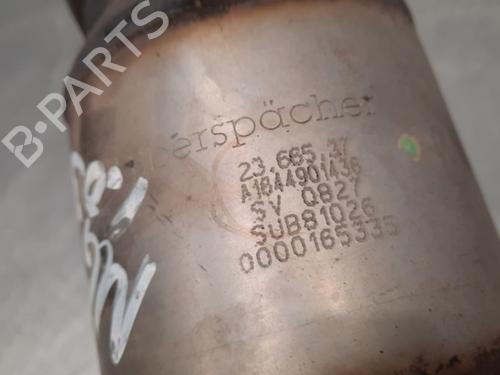 B-PARTS
erspächer
23.665.37
A1644901436
SV Q827
SUB81026
0000165335